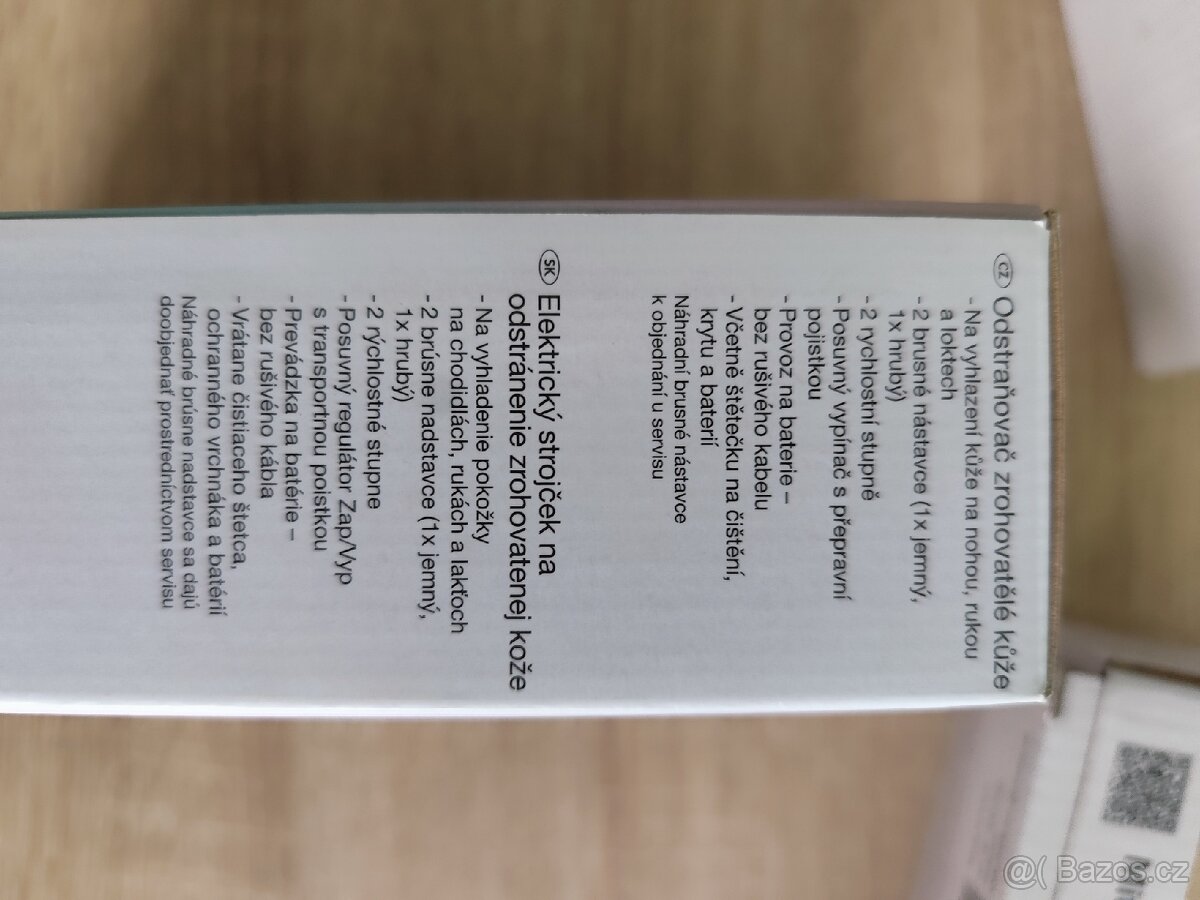 CZ Odstraňovač zrohovatělé kůže
- Na vyhlazení kůže na nohou, rukou
a loktech
- 2 brusné nástavce (1x jemný,
1x hrubý)
- 2 rychlostní stupně
- Posuvný vypínač s přepravní
pojistkou
- Provoz na baterie –
bez rušivého kabelu
- Včetně štětečku na čištění,
krytu a baterií
Náhradní brusné nástavce
k objednání u servisu
SK Elektrický strojček na
odstránenie zrohovatenej kože
- Na vyhladenie pokožky
na chodidlách, rukách a lakťoch
- 2 brúsne nadstavce (1x jemný,
1x hrubý)
- 2 rýchlostné stupne
- Posuvný regulátor Zap/Vyp
s transportnou poistkou
- Prevádzka na batérie –
bez rušivého kábla
- Vrátane čistiaceho štetca,
ochranného vrchnáka a batérií
Náhradné brúsne nadstavce sa dajú
doobjednať prostredníctvom servisu
@( Bazos.cz